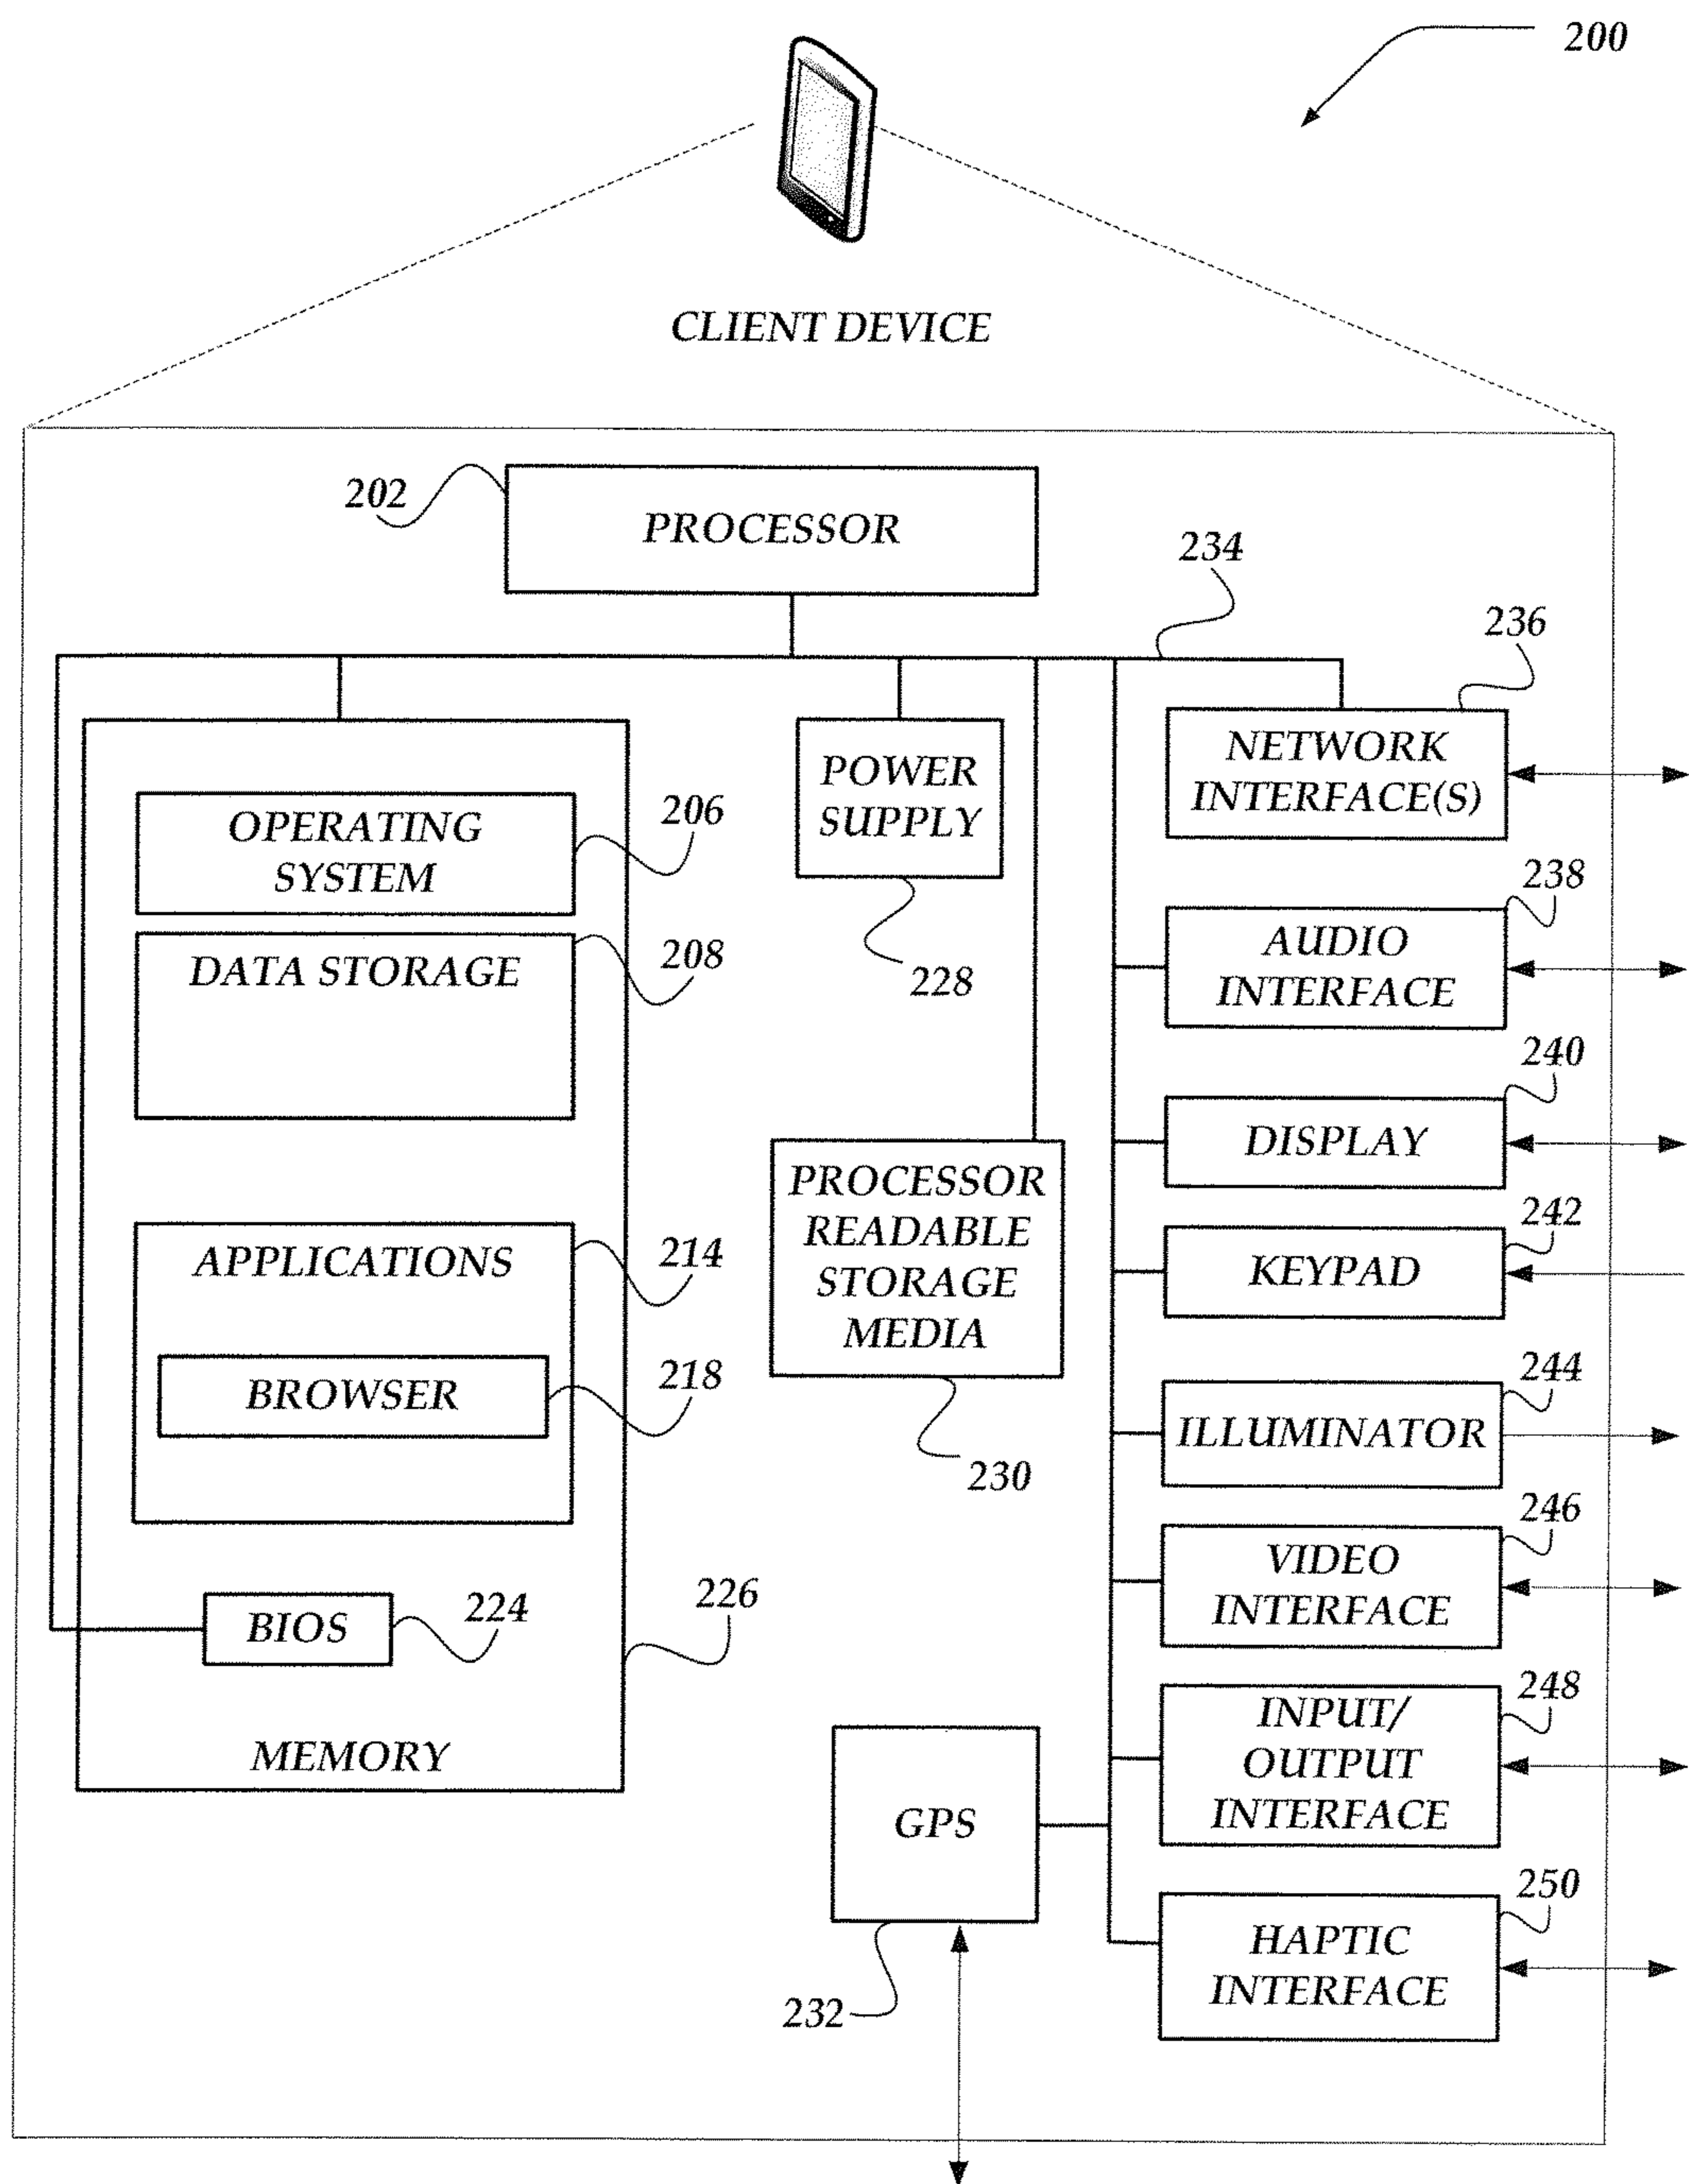 200
CLIENT DEVICE
202
PROCESSOR
234
236
NETWORK
INTERFACE(S)
OPERATING
SYSTEM
206
POWER
SUPPLY
228
238
AUDIO
INTERFACE
DATA STORAGE
208
240
DISPLAY
PROCESSOR
READABLE
STORAGE
MEDIA
230
242
KEYPAD
APPLICATIONS
214
BROWSER
218
244
ILLUMINATOR
246
VIDEO
INTERFACE
BIOS
224
226
MEMORY
248
INPUT/
OUTPUT
INTERFACE
GPS
232
250
HAPTIC
INTERFACE